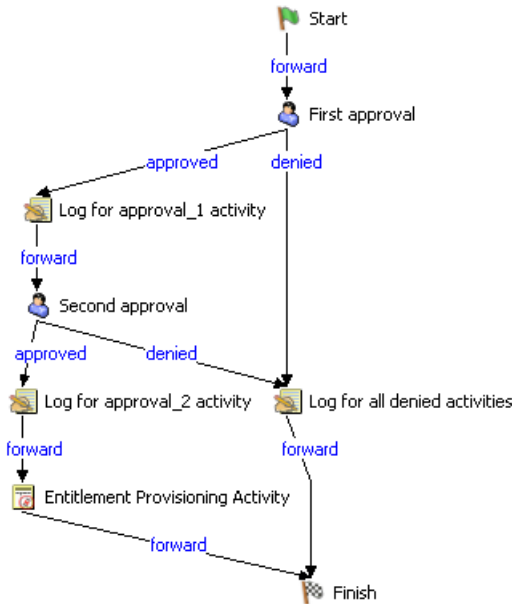 Start
forward
First approval
approved
denied
Log for approval_1 activity
forward
Second approval
approved
denied
Log for approval_2 activity
Log for all denied activities
forward
forward
Entitlement Provisioning Activity
forward
Finish